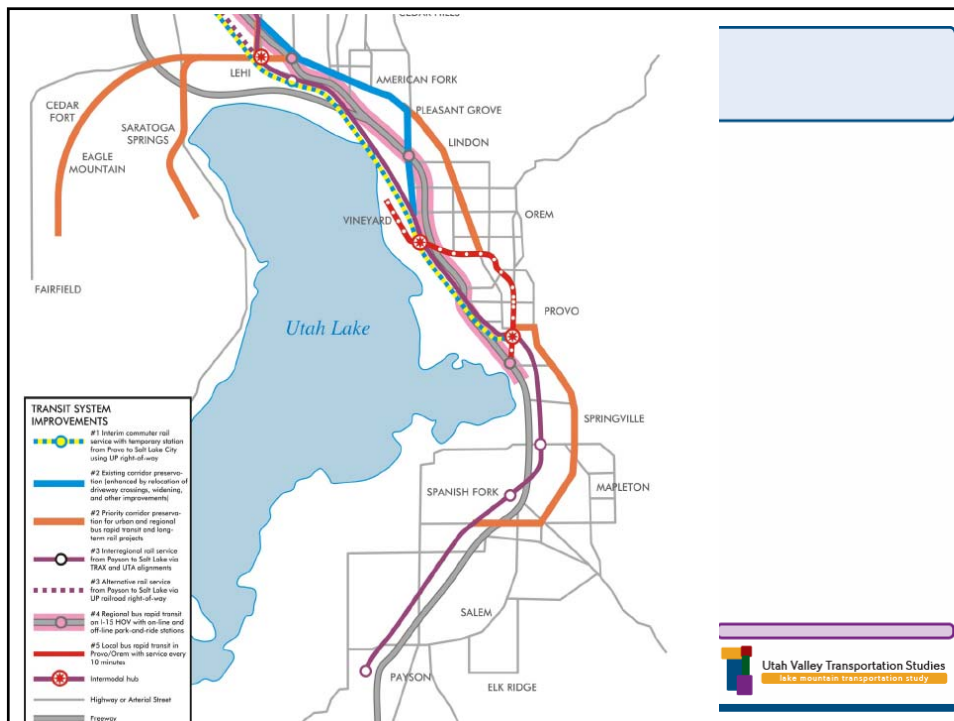 CEDAR HILLS
LEHI
AMERICAN FORK
CEDAR
FORT
PLEASANT GROVE
SARATOGA
SPRINGS
LINDON
EAGLE
MOUNTAIN
VINEYARD
OREM
FAIRFIELD
PROVO
Utah Lake
SPRINGVILLE
SPANISH FORK
MAPLETON
SALEM
PAYSON
ELK RIDGE
TRANSIT SYSTEM
IMPROVEMENTS
#1 Interim commuter rail
service with temporary station
from Provo to Salt Lake City
using UP right-of-way
#2 Existing corridor preserva-
tion (enhanced by relocation of
driveway crossings, widening,
and other improvements)
#2 Priority corridor preserva-
tion for urban and regional
bus rapid transit and long-
term rail projects
#3 Interregional rail service
from Payson to Salt Lake via
TRAX and UTA alignments
#3 Alternative rail service
from Payson to Salt Lake via
UP railroad right-of-way
#4 Regional bus rapid transit
on I-15 HOV with on-line and
off-line park-and-ride stations
#5 Local bus rapid transit in
Provo/Orem with service every
10 minutes
Intermodal hub
Highway or Arterial Street
Freeway
Utah Valley Transportation Studies
lake mountain transportation study